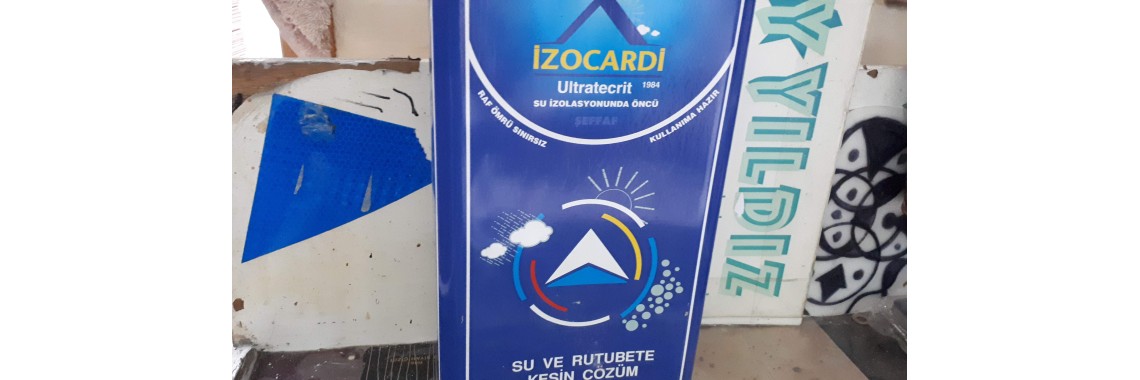 İZOCARDİ
Ultratecrit 1984
SU İZOLASYONUNDA ÖNCÜ
ŞEFFAF
RAF ÖMRÜ SINIRSIZ
KULLANIMA HAZIR
SU VE RUTUBETE
KESİN ÇÖZÜM
YILDIZ